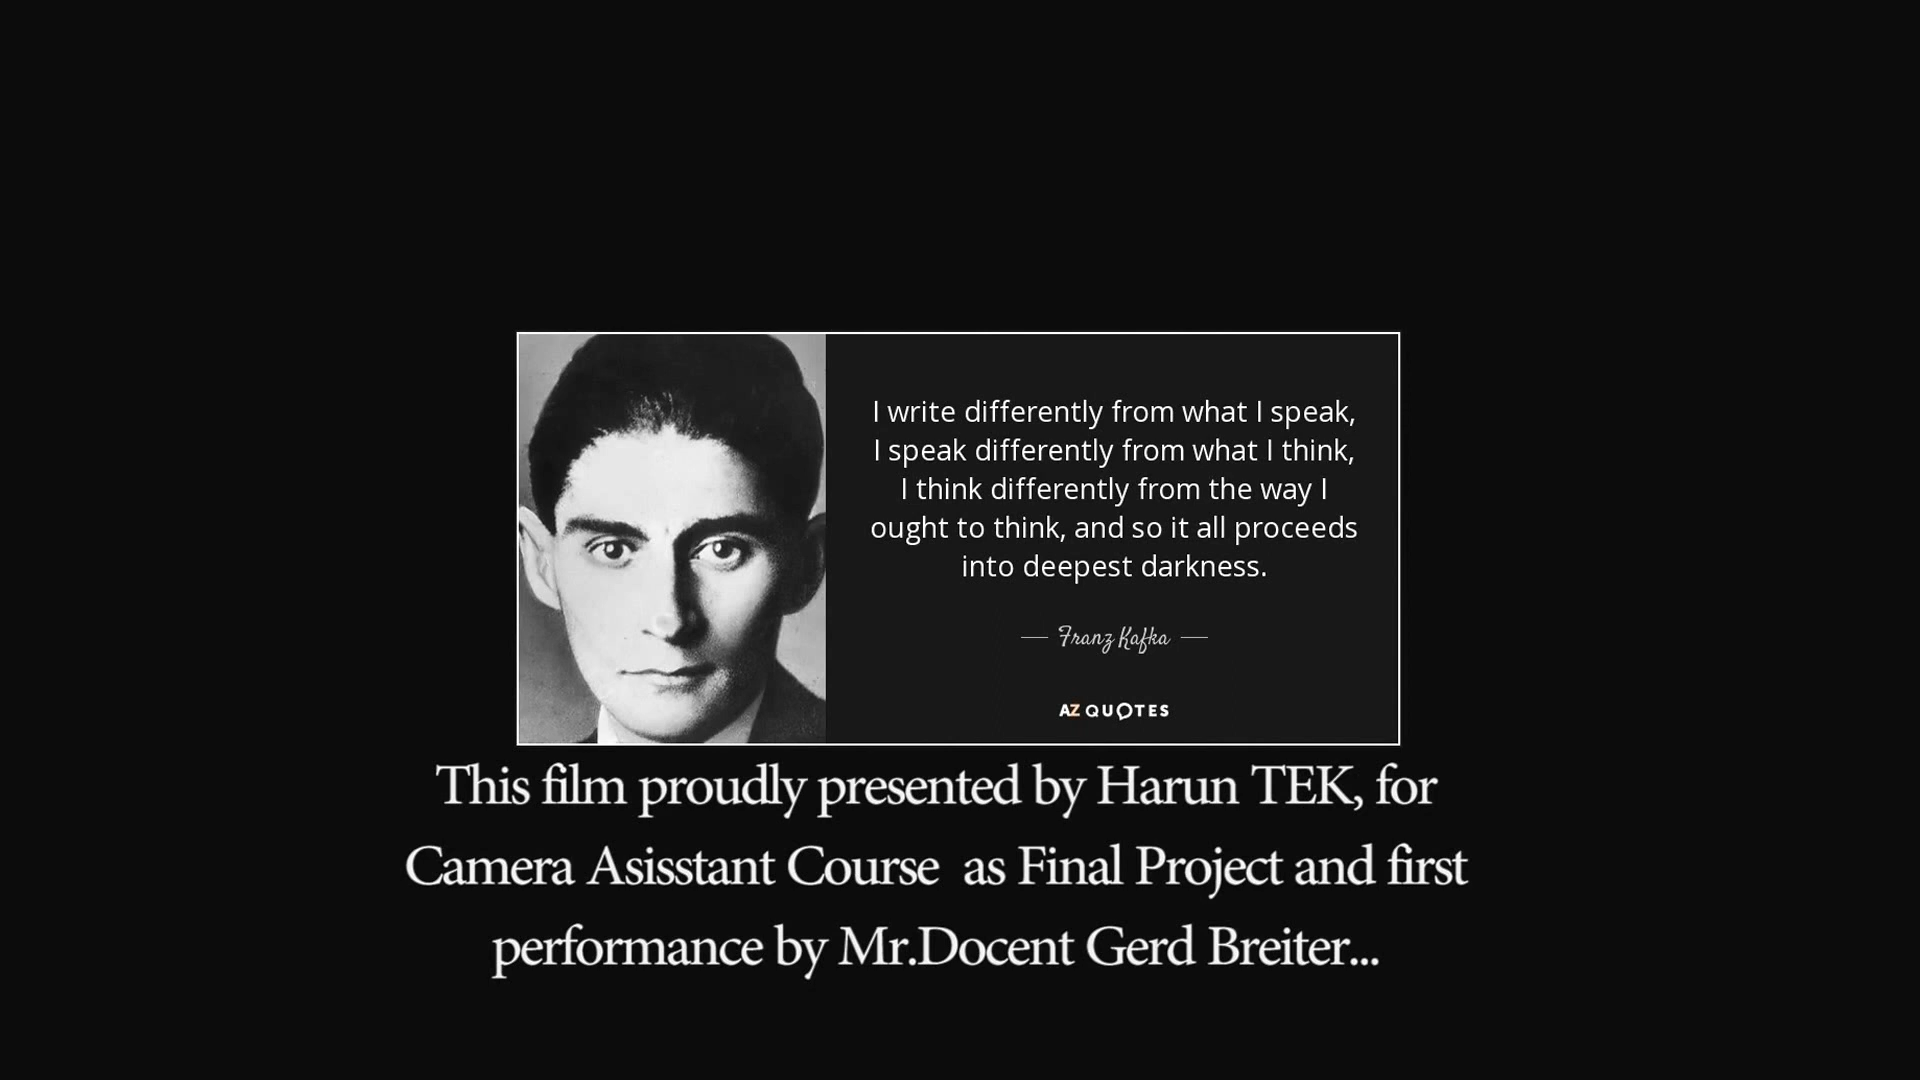 I write differently from what I speak,
I speak differently from what I think,
I think differently from the way I
ought to think, and so it all proceeds
into deepest darkness.
Franz Kafka
AZ QUOTES
This film proudly presented by Harun TEK, for
Camera Asisstant Course as Final Project and first
performance by Mr.Docent Gerd Breiter...